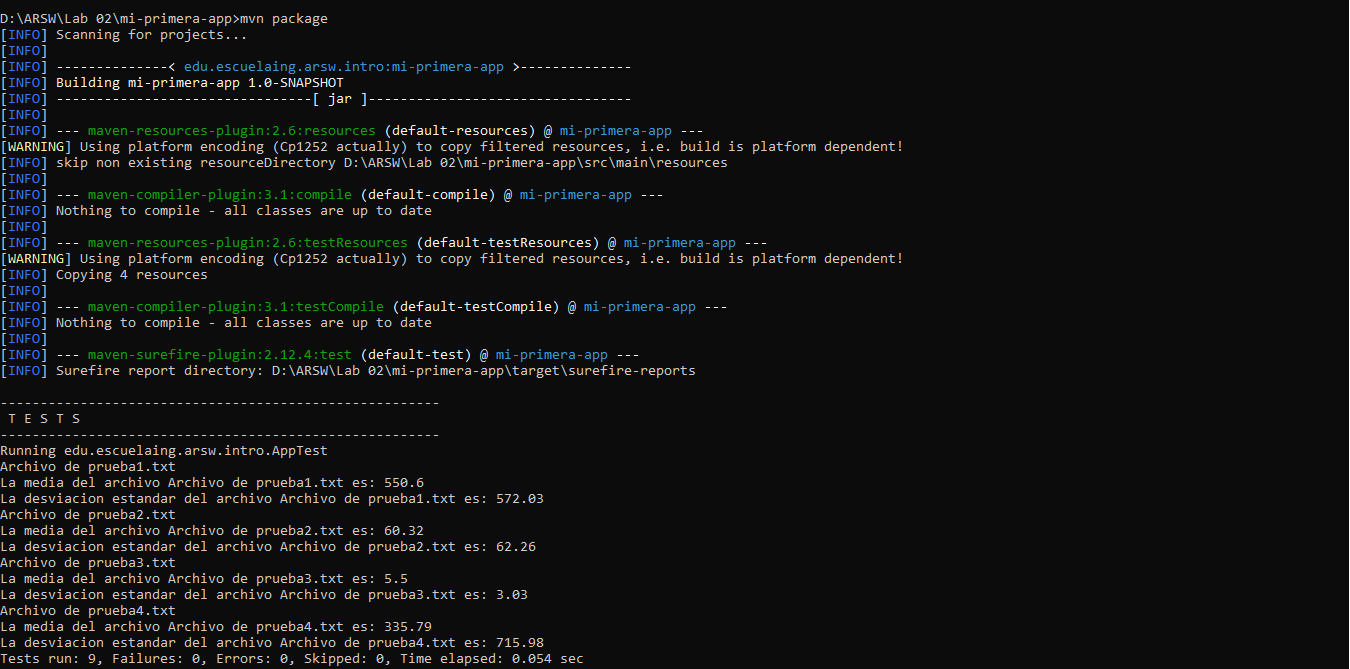 D:\ARSW\Lab 02\mi-primera-app>mvn package
[INFO] Scanning for projects...
[INFO]
[INFO] --------------< edu.escuelaing.arsw.intro:mi-primera-app >--------------
[INFO] Building mi-primera-app 1.0-SNAPSHOT
[INFO] --------------------------------[ jar ]---------------------------------
[INFO]
[INFO] --- maven-resources-plugin:2.6:resources (default-resources) @ mi-primera-app ---
[WARNING] Using platform encoding (Cp1252 actually) to copy filtered resources, i.e. build is platform dependent!
[INFO] skip non existing resourceDirectory D:\ARSW\Lab 02\mi-primera-app\src\main\resources
[INFO]
[INFO] --- maven-compiler-plugin:3.1:compile (default-compile) @ mi-primera-app ---
[INFO] Nothing to compile - all classes are up to date
[INFO]
[INFO] --- maven-resources-plugin:2.6:testResources (default-testResources) @ mi-primera-app ---
[WARNING] Using platform encoding (Cp1252 actually) to copy filtered resources, i.e. build is platform dependent!
[INFO] Copying 4 resources
[INFO]
[INFO] --- maven-compiler-plugin:3.1:testCompile (default-testCompile) @ mi-primera-app ---
[INFO] Nothing to compile - all classes are up to date
[INFO]
[INFO] --- maven-surefire-plugin:2.12.4:test (default-test) @ mi-primera-app ---
[INFO] Surefire report directory: D:\ARSW\Lab 02\mi-primera-app\target\surefire-reports
-------------------------------------------------------
 T E S T S
-------------------------------------------------------
Running edu.escuelaing.arsw.intro.AppTest
Archivo de prueba1.txt
La media del archivo Archivo de prueba1.txt es: 550.6
La desviacion estandar del archivo Archivo de prueba1.txt es: 572.03
Archivo de prueba2.txt
La media del archivo Archivo de prueba2.txt es: 60.32
La desviacion estandar del archivo Archivo de prueba2.txt es: 62.26
Archivo de prueba3.txt
La media del archivo Archivo de prueba3.txt es: 5.5
La desviacion estandar del archivo Archivo de prueba3.txt es: 3.03
Archivo de prueba4.txt
La media del archivo Archivo de prueba4.txt es: 335.79
La desviacion estandar del archivo Archivo de prueba4.txt es: 715.98
Tests run: 9, Failures: 0, Errors: 0, Skipped: 0, Time elapsed: 0.054 sec